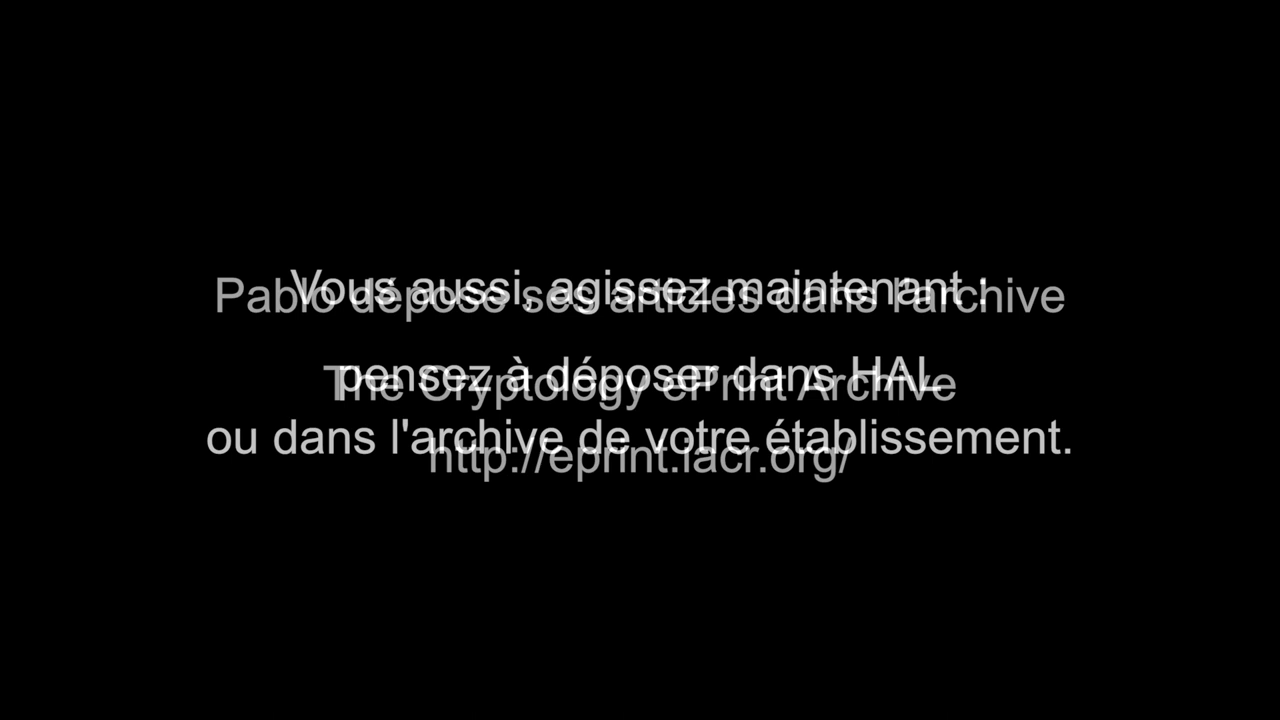 Pablo dépose ses articles dans l'archive
The Cryptology ePrint Archive
http://eprint.iacr.org/
Vous aussi, agissez maintenant :
pensez à déposer dans HAL
ou dans l'archive de votre établissement.